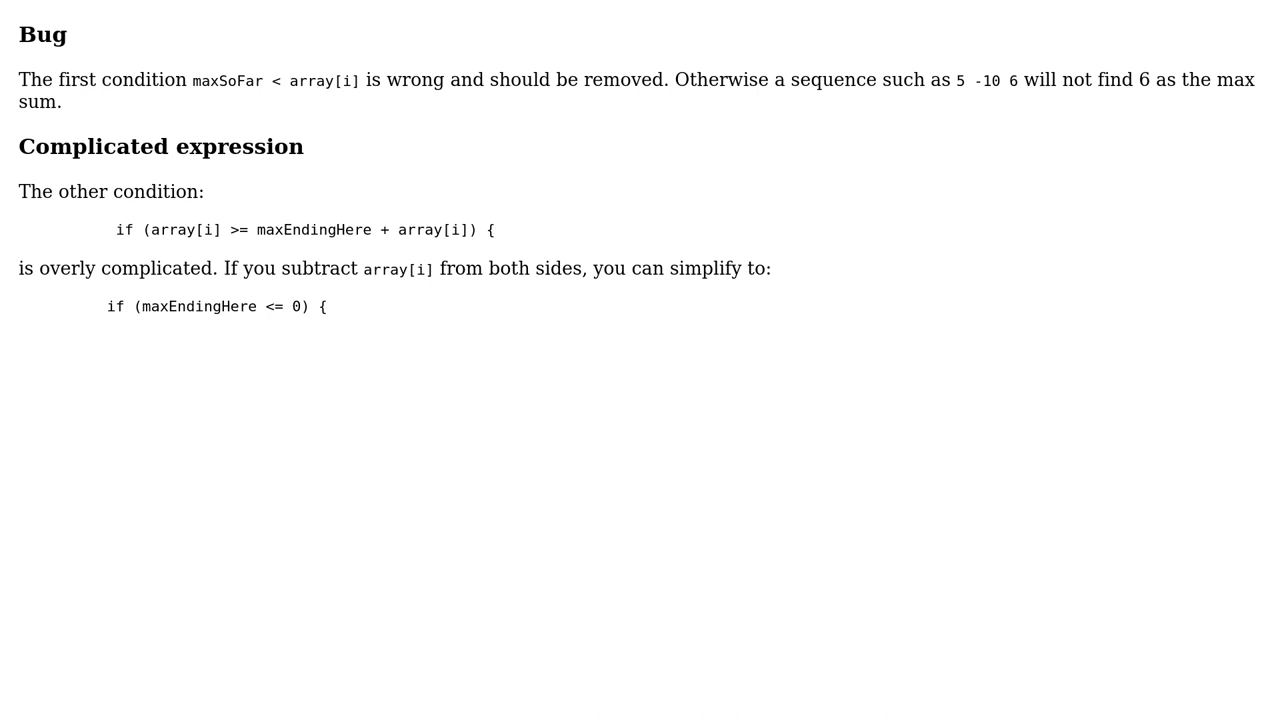 Bug
The first condition maxSoFar < array[i] is wrong and should be removed. Otherwise a sequence such as 5 -10 6 will not find 6 as the max
sum.
Complicated expression
The other condition:
if (array[i] >= maxEndingHere + array[i]) {
is overly complicated. If you subtract array[i] from both sides, you can simplify to:
if (maxEndingHere <= 0) {